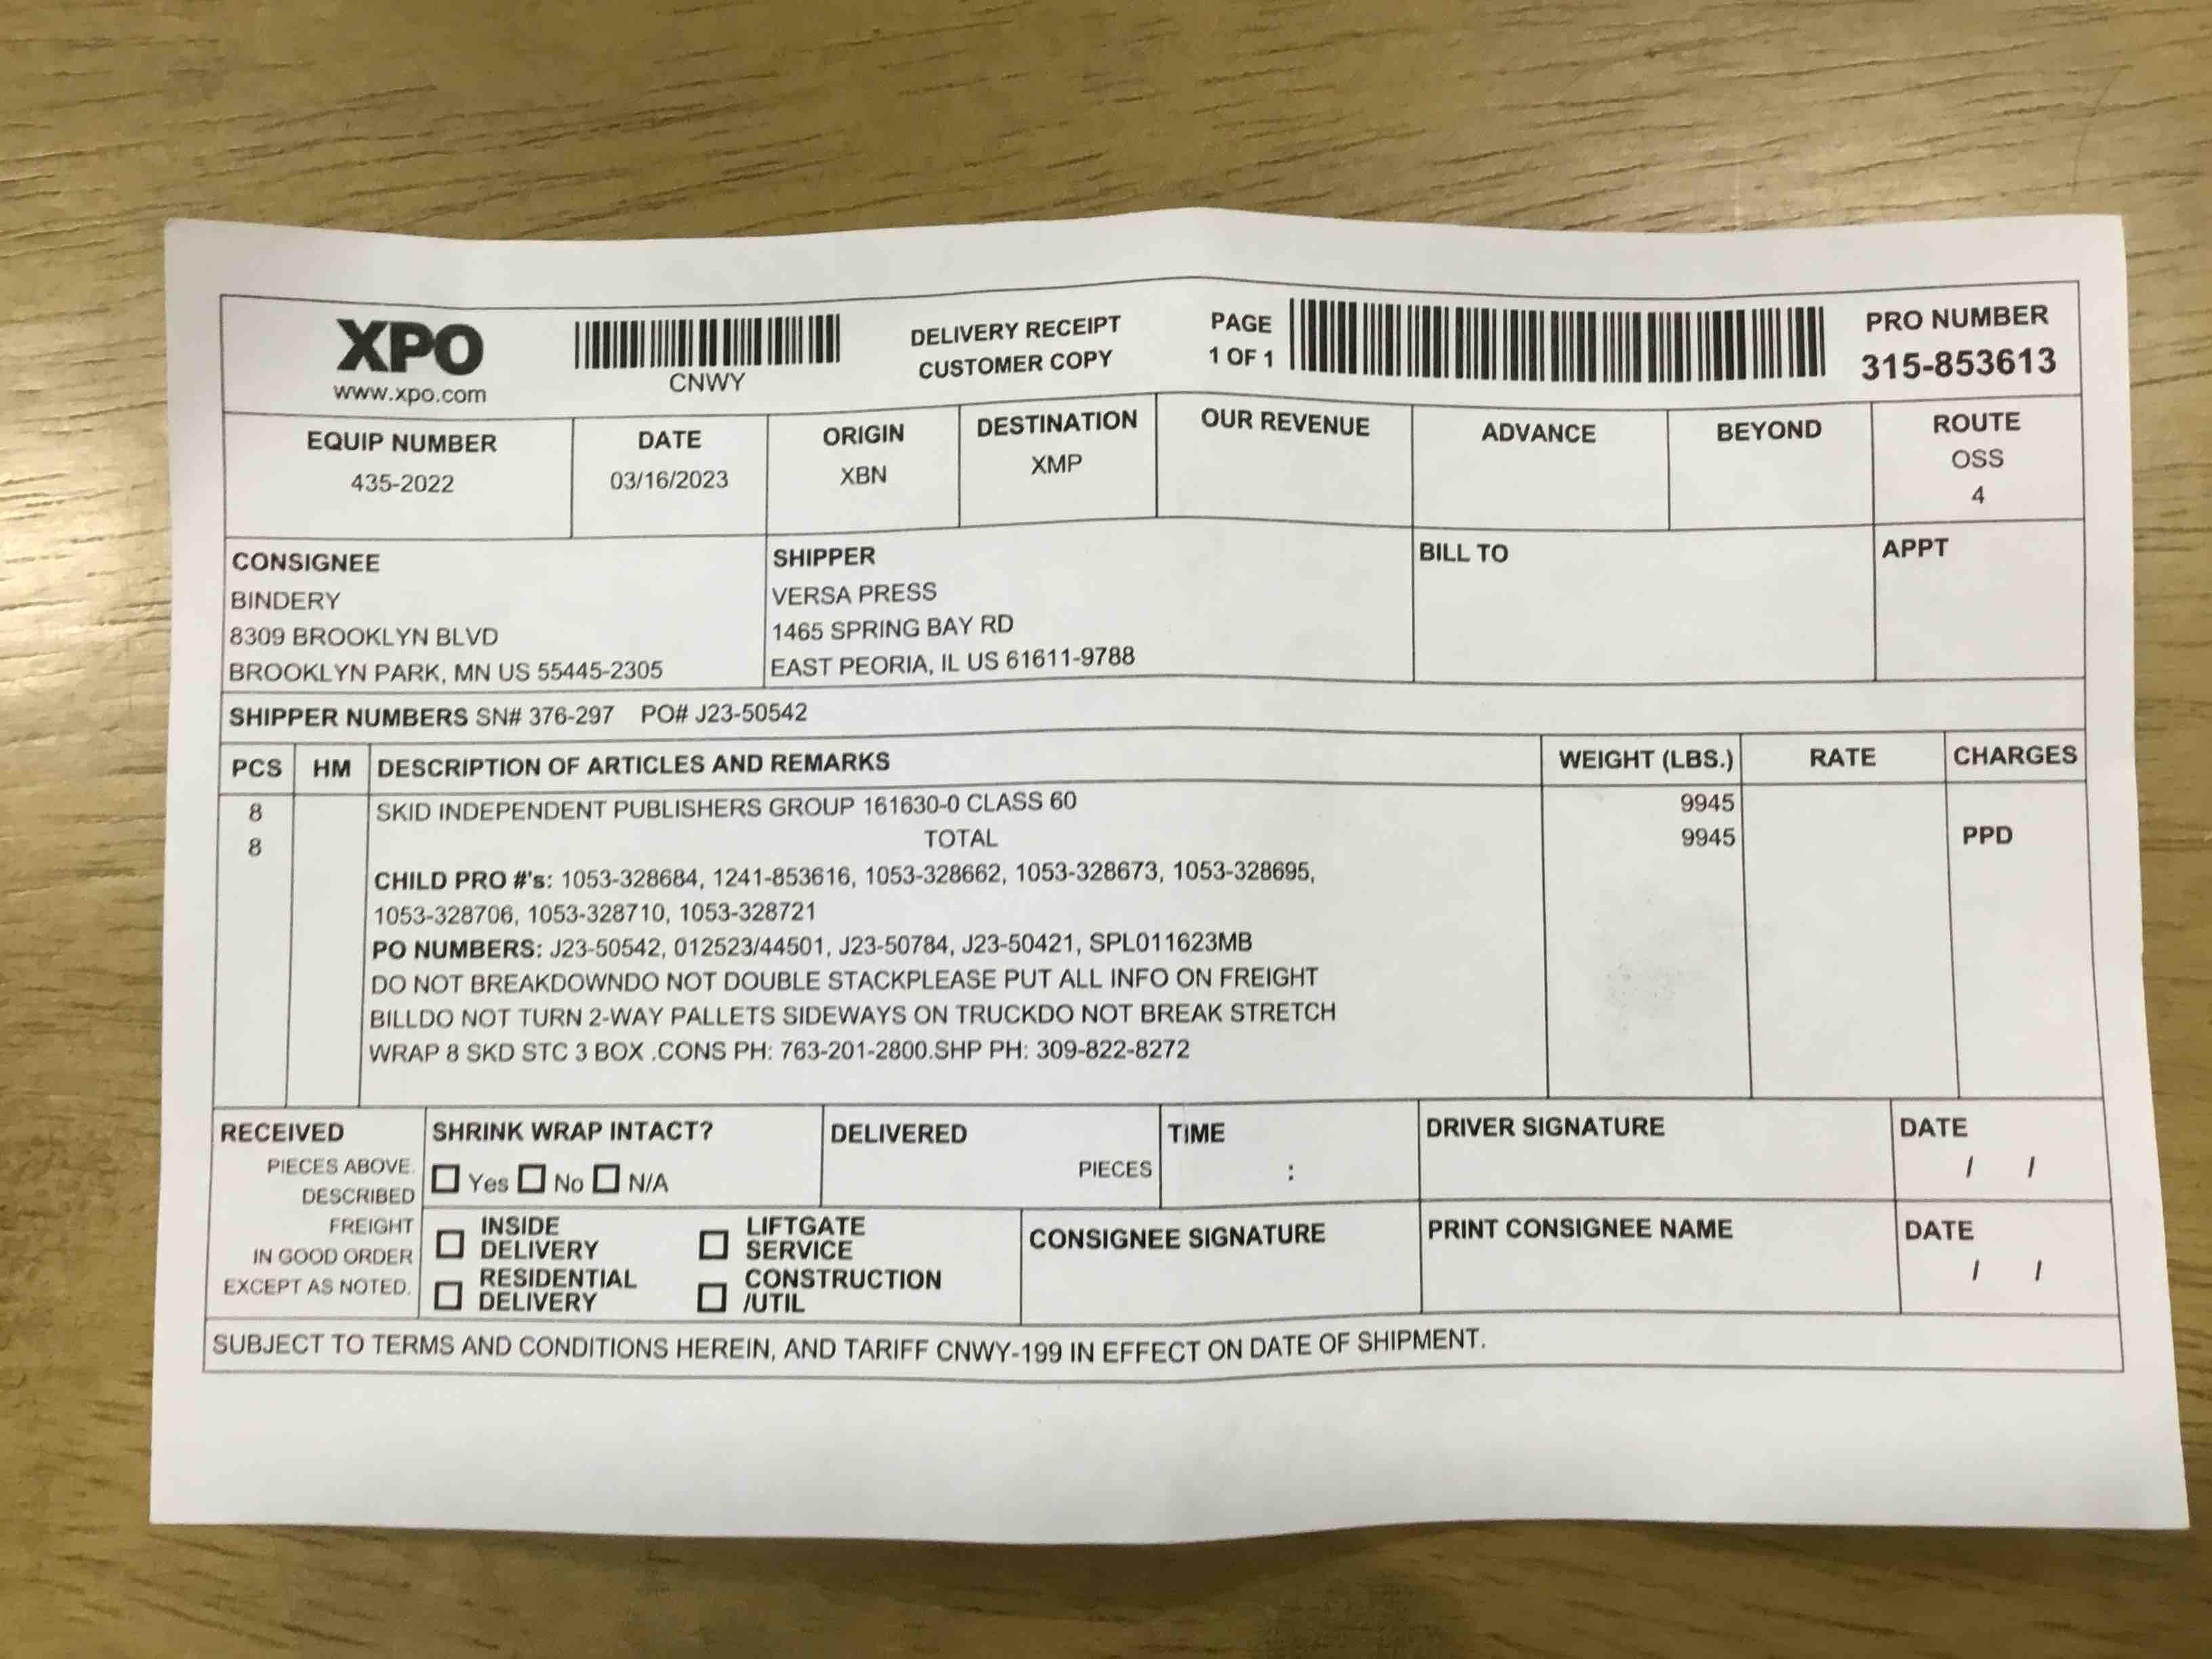 XPO
www.xpo.com
CNWY
DELIVERY RECEIPT
CUSTOMER COPY
PAGE
1 OF 1
PRO NUMBER
315-853613
EQUIP NUMBER
435-2022
DATE
03/16/2023
ORIGIN
XBN
DESTINATION
XMP
OUR REVENUE
ADVANCE
BEYOND
ROUTE
OSS
4
CONSIGNEE
BINDERY
8309 BROOKLYN BLVD
BROOKLYN PARK, MN US 55445-2305
SHIPPER
VERSA PRESS
1465 SPRING BAY RD
EAST PEORIA, IL US 61611-9788
BILL TO
APPT
SHIPPER NUMBERS SN# 376-297 PO# J23-50542
PCS HM DESCRIPTION OF ARTICLES AND REMARKS WEIGHT (LBS.) RATE CHARGES
8 SKID INDEPENDENT PUBLISHERS GROUP 161630-0 CLASS 60 9945
8 TOTAL 9945 PPD
CHILD PRO #'s: 1053-328684, 1241-853616, 1053-328662, 1053-328673, 1053-328695,
1053-328706, 1053-328710, 1053-328721
PO NUMBERS: J23-50542, 012523/44501, J23-50784, J23-50421, SPL011623MB
DO NOT BREAKDOWNDO NOT DOUBLE STACKPLEASE PUT ALL INFO ON FREIGHT
BILLDO NOT TURN 2-WAY PALLETS SIDEWAYS ON TRUCKDO NOT BREAK STRETCH
WRAP 8 SKD STC 3 BOX .CONS PH: 763-201-2800.SHP PH: 309-822-8272
RECEIVED
PIECES ABOVE
DESCRIBED
FREIGHT
IN GOOD ORDER
EXCEPT AS NOTED.
SHRINK WRAP INTACT?
Yes No N/A
DELIVERED
PIECES
TIME
:
DRIVER SIGNATURE
DATE
/ /
INSIDE
DELIVERY
LIFTGATE
SERVICE
RESIDENTIAL
DELIVERY
CONSTRUCTION
/UTIL
CONSIGNEE SIGNATURE
PRINT CONSIGNEE NAME
DATE
/ /
SUBJECT TO TERMS AND CONDITIONS HEREIN, AND TARIFF CNWY-199 IN EFFECT ON DATE OF SHIPMENT.